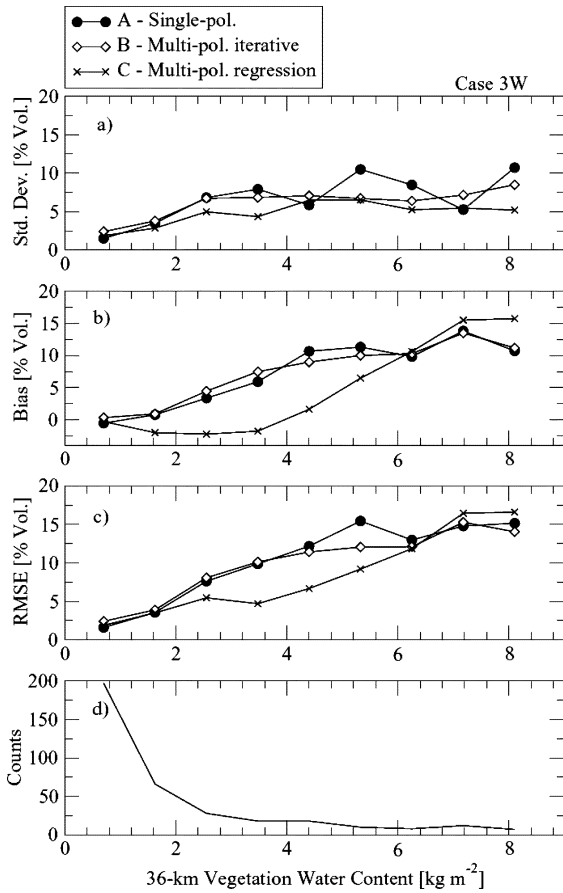 A - Single-pol.
B - Multi-pol. iterative
C - Multi-pol. regression
Case 3W
20
15
10
5
0
Std. Dev. [% Vol.]
a)
0 2 4 6 8
20
15
10
5
0
Bias [% Vol.]
b)
0 2 4 6 8
20
15
10
5
0
RMSE [% Vol.]
c)
0 2 4 6 8
200
150
100
50
0
Counts
d)
0 2 4 6 8
36-km Vegetation Water Content [kg m⁻²]